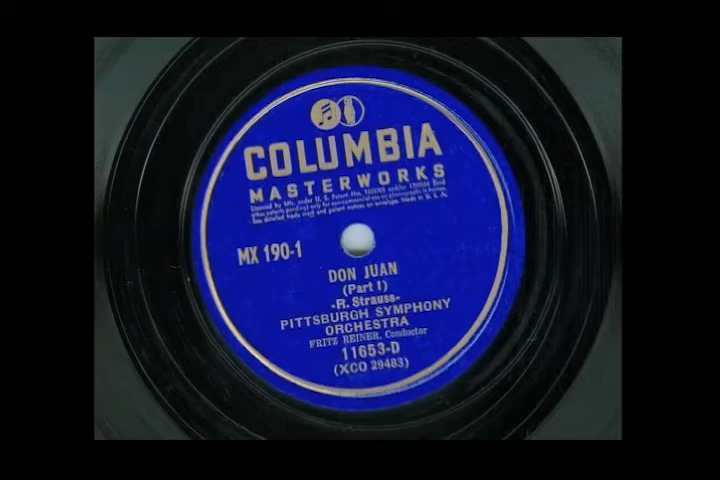 COLUMBIA
MASTERWORKS
MX 190-1
DON JUAN
(Part 1)
-R. Strauss-
PITTSBURGH SYMPHONY
ORCHESTRA
FRITZ REINER, Conductor
11653-D
(XCO 29483)